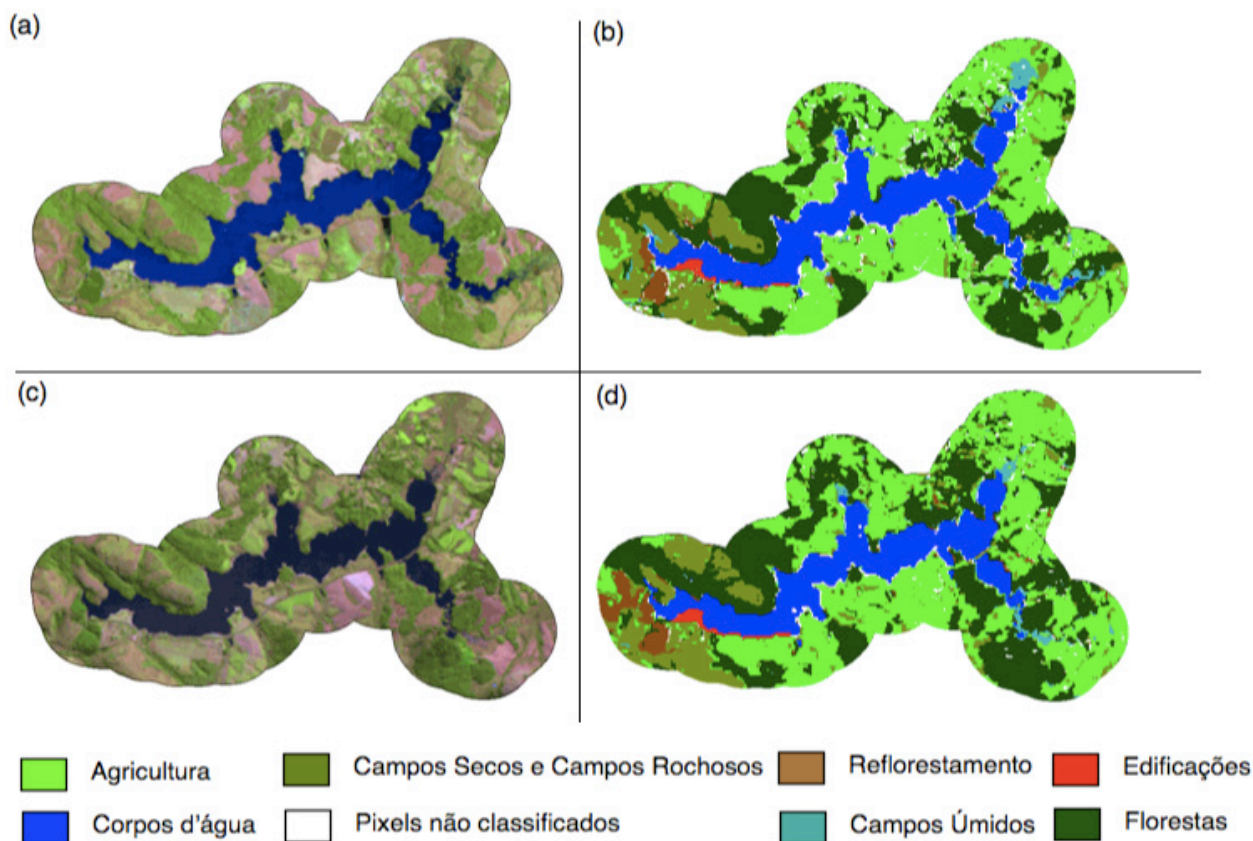 (a)
(b)
(c)
(d)
Agricultura
Campos Secos e Campos Rochosos
Reflorestamento
Edificações
Corpos d'água
Pixels não classificados
Campos Úmidos
Florestas